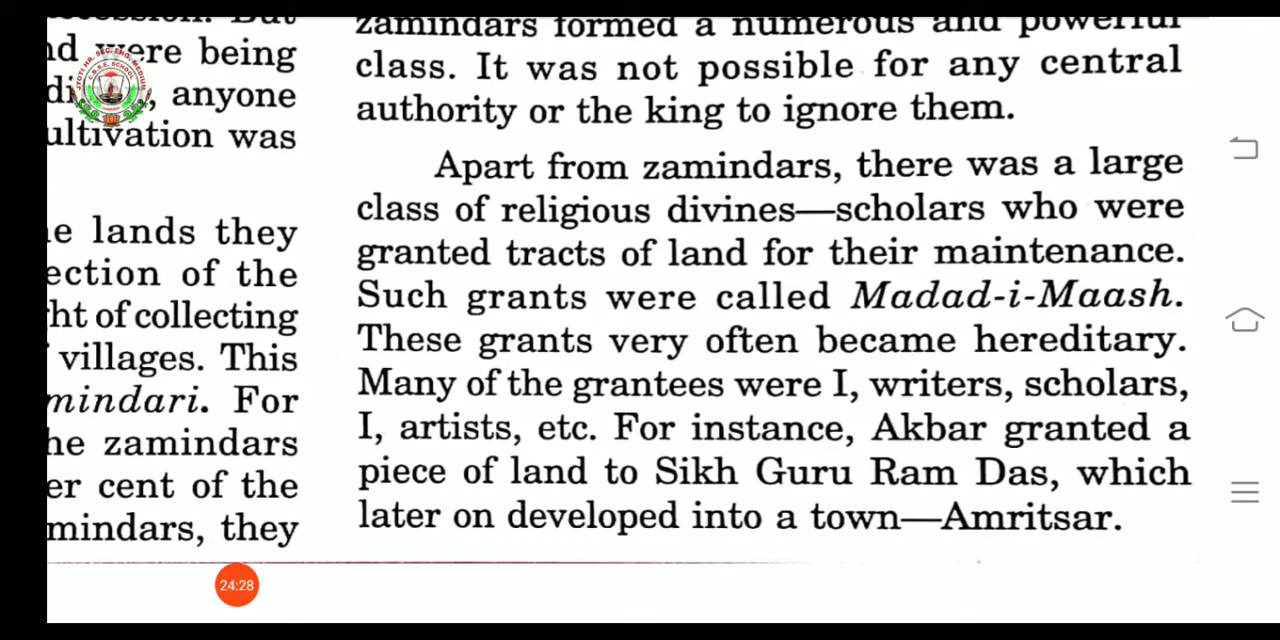 were being
anyone
ultivation was
lands they
ection of the
of collecting
villages. This
mindari. For
zamindars
er cent of the
mindars, they
zamindars formed a numerous and powerful
class. It was not possible for any central
authority or the king to ignore them.
Apart from zamindars, there was a large
class of religious divines—scholars who were
granted tracts of land for their maintenance.
Such grants were called Madad-i-Maash.
These grants very often became hereditary.
Many of the grantees were I, writers, scholars,
I, artists, etc. For instance, Akbar granted a
piece of land to Sikh Guru Ram Das, which
later on developed into a town—Amritsar.
24:28